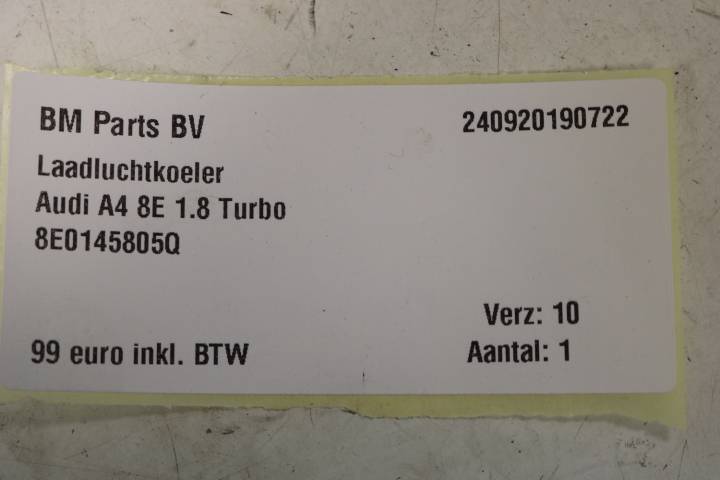 BM Parts BV
240920190722
Laadluchtkoeler
Audi A4 8E 1.8 Turbo
8E0145805Q
Verz: 10
99 euro inkl. BTW
Aantal: 1